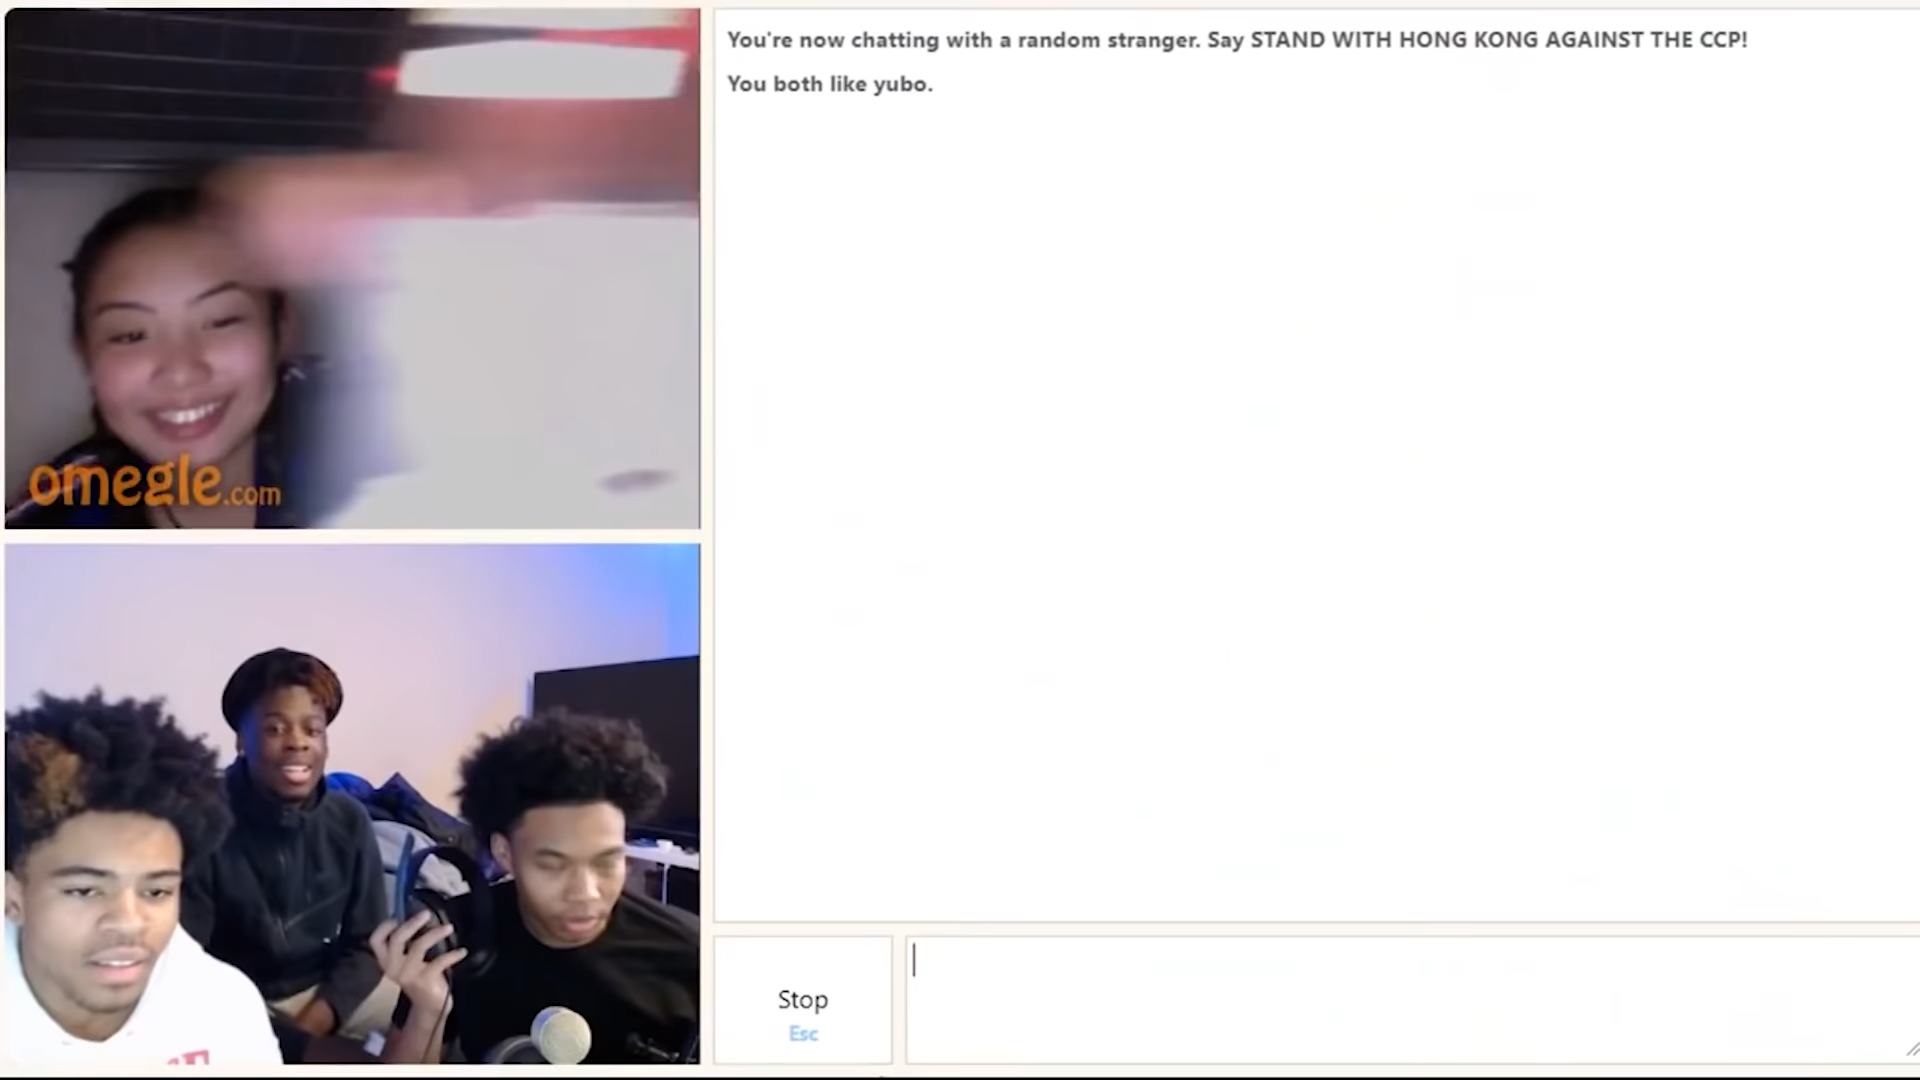 You're now chatting with a random stranger. Say STAND WITH HONG KONG AGAINST THE CCP!
You both like yubo.
omegle.com
Stop
Esc